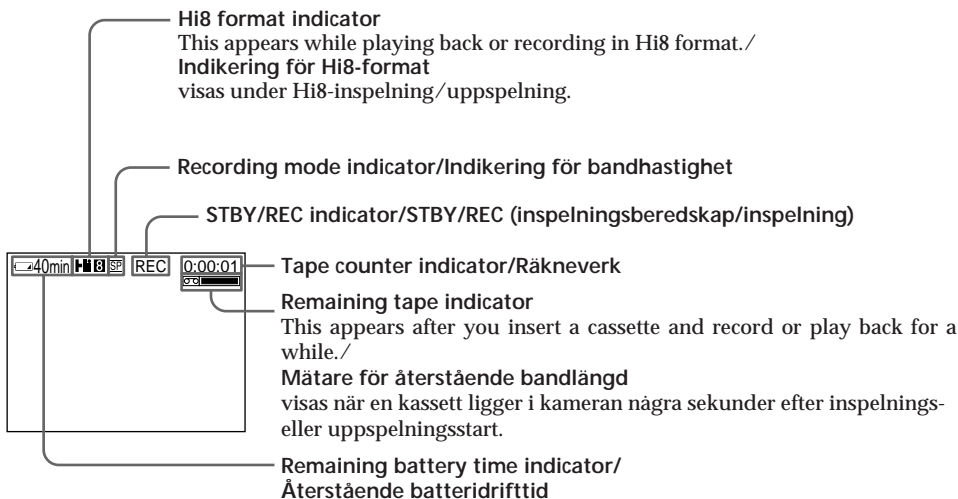 Hi8 format indicator
This appears while playing back or recording in Hi8 format./
Indikering för Hi8-format
visas under Hi8-inspelning/uppspelning.
Recording mode indicator/Indikering för bandhastighet
STBY/REC indicator/STBY/REC (inspelningsberedskap/inspelning)
40min Hi8 SP REC 0:00:01
Tape counter indicator/Räkneverk
Remaining tape indicator
This appears after you insert a cassette and record or play back for a
while./
Mätare för återstående bandlängd
visas när en kassett ligger i kameran några sekunder efter inspelnings-
eller uppspelningsstart.
Remaining battery time indicator/
Återstående batteridrifttid